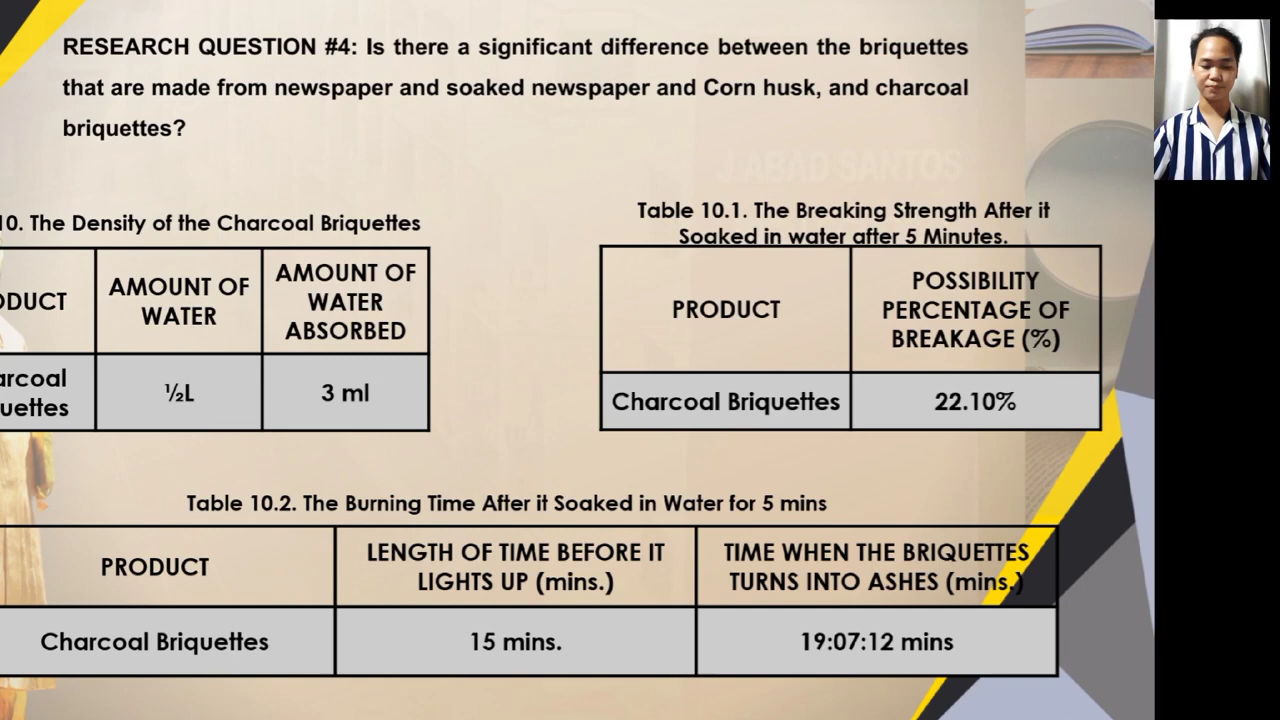 RESEARCH QUESTION #4: Is there a significant difference between the briquettes
that are made from newspaper and soaked newspaper and Corn husk, and charcoal
briquettes?
J ABAD SANTOS
10. The Density of the Charcoal Briquettes
ODUCT
AMOUNT OF
WATER
AMOUNT OF
WATER
ABSORBED
arcoal
uettes
½L
3 ml
Table 10.1. The Breaking Strength After it
Soaked in water after 5 Minutes.
PRODUCT
POSSIBILITY
PERCENTAGE OF
BREAKAGE (%)
Charcoal Briquettes
22.10%
Table 10.2. The Burning Time After it Soaked in Water for 5 mins
PRODUCT
LENGTH OF TIME BEFORE IT
LIGHTS UP (mins.)
TIME WHEN THE BRIQUETTES
TURNS INTO ASHES (mins.)
Charcoal Briquettes
15 mins.
19:07:12 mins